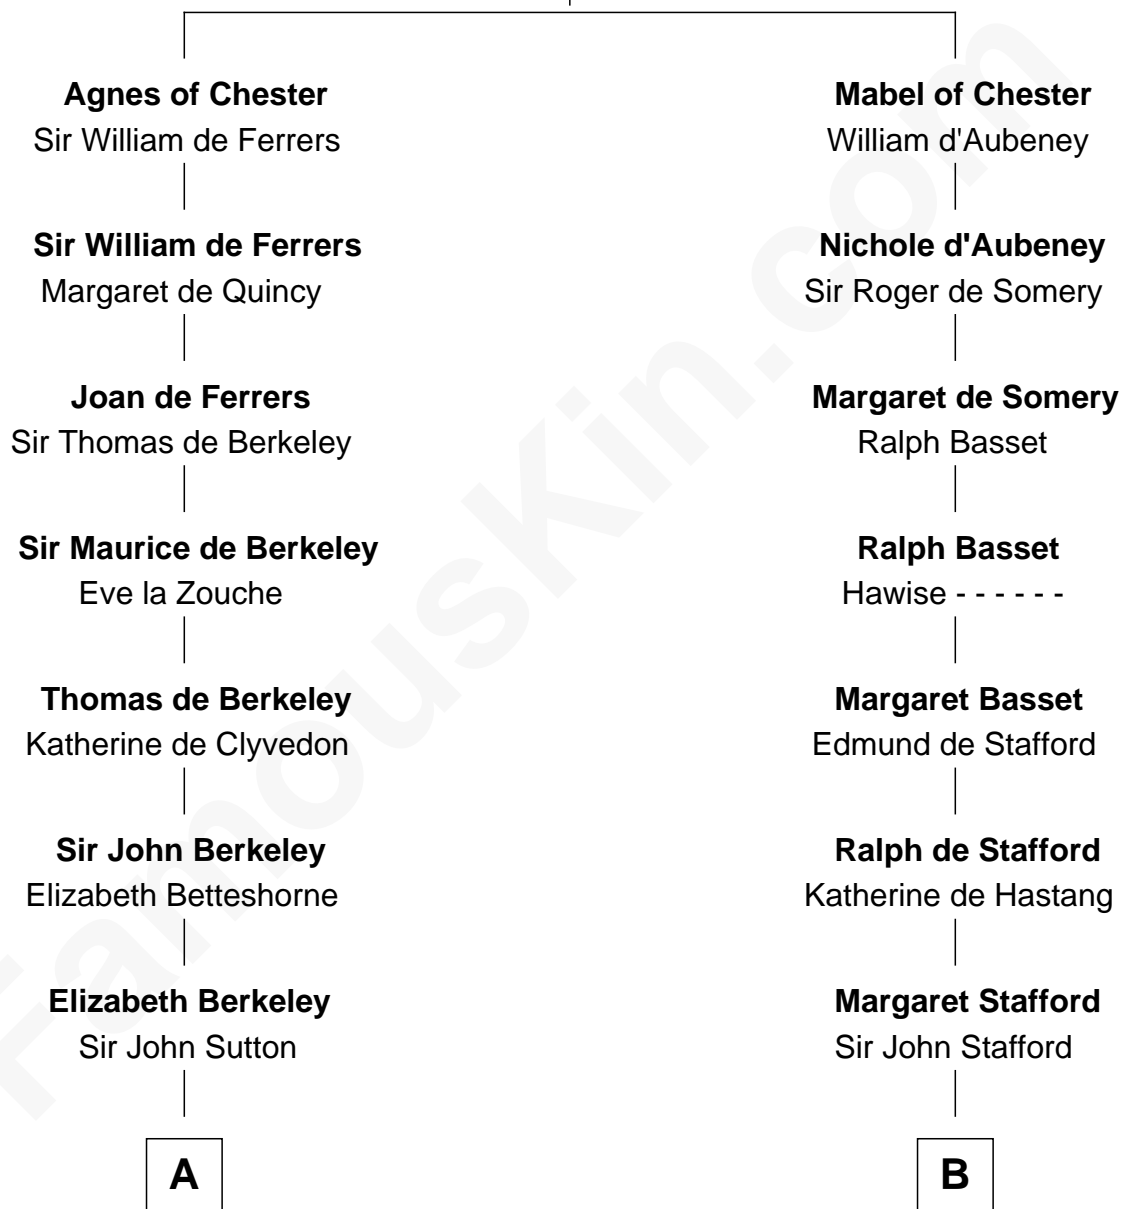 Agnes of Chester
Sir William de Ferrers
Sir William de Ferrers
Margaret de Quincy
Joan de Ferrers
Sir Thomas de Berkeley
Sir Maurice de Berkeley
Eve la Zouche
Thomas de Berkeley
Katherine de Clyvedon
Sir John Berkeley
Elizabeth Betteshorne
Elizabeth Berkeley
Sir John Sutton
A
Mabel of Chester
William d'Aubeney
Nichole d'Aubeney
Sir Roger de Somery
Margaret de Somery
Ralph Basset
Ralph Basset
Hawise - - - - - -
Margaret Basset
Edmund de Stafford
Ralph de Stafford
Katherine de Hastang
Margaret Stafford
Sir John Stafford
B
FamousKin.com